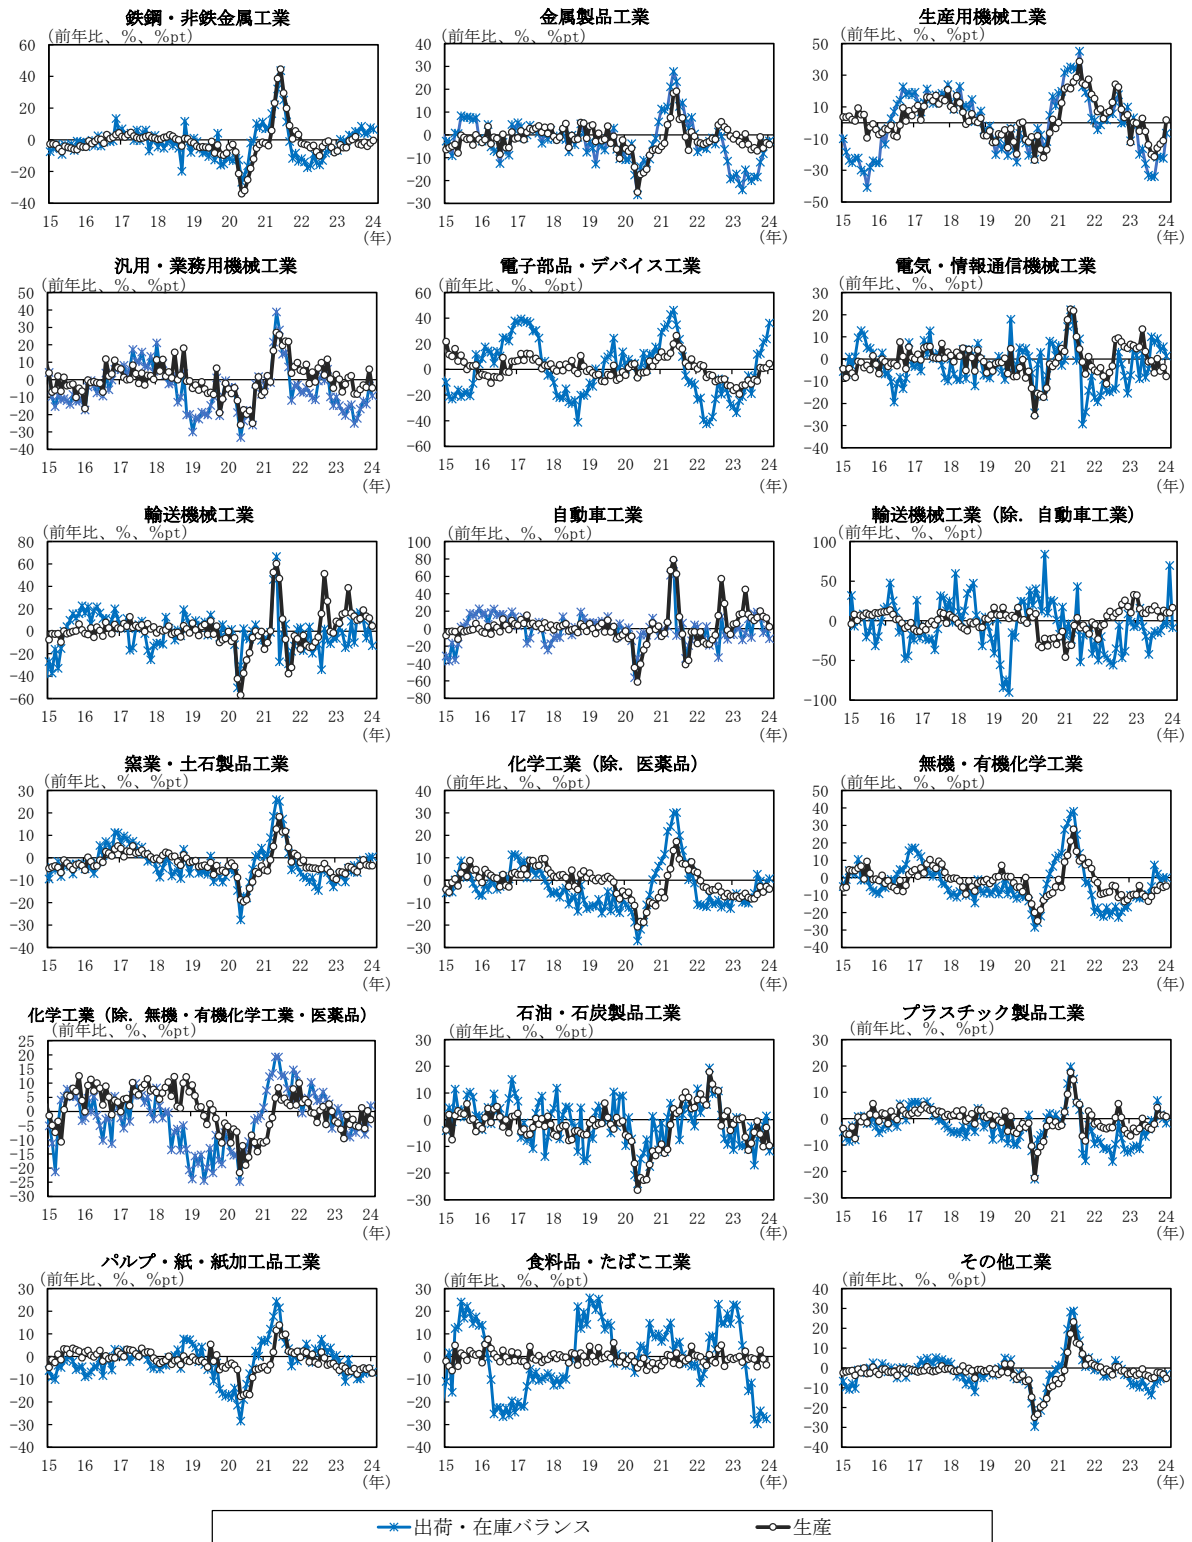 鉄鋼・非鉄金属工業
(前年比、%、%pt)
60
40
20
0
-20
-40
15 16 17 18 19 20 21 22 23 24
(年)
金属製品工業
(前年比、%、%pt)
40
30
20
10
0
-10
-20
-30
15 16 17 18 19 20 21 22 23 24
(年)
生産用機械工業
(前年比、%、%pt)
50
30
10
-10
-30
-50
15 16 17 18 19 20 21 22 23 24
(年)
汎用・業務用機械工業
(前年比、%、%pt)
50
40
30
20
10
0
-10
-20
-30
-40
15 16 17 18 19 20 21 22 23 24
(年)
電子部品・デバイス工業
(前年比、%、%pt)
60
40
20
0
-20
-40
-60
15 16 17 18 19 20 21 22 23 24
(年)
電気・情報通信機械工業
(前年比、%、%pt)
30
20
10
0
-10
-20
-30
-40
15 16 17 18 19 20 21 22 23 24
(年)
輸送機械工業
(前年比、%、%pt)
80
60
40
20
0
-20
-40
-60
15 16 17 18 19 20 21 22 23 24
(年)
自動車工業
(前年比、%、%pt)
100
80
60
40
20
0
-20
-40
-60
-80
15 16 17 18 19 20 21 22 23 24
(年)
輸送機械工業（除．自動車工業）
(前年比、%、%pt)
100
50
0
-50
-100
15 16 17 18 19 20 21 22 23 24
(年)
窯業・土石製品工業
(前年比、%、%pt)
30
20
10
0
-10
-20
-30
-40
15 16 17 18 19 20 21 22 23 24
(年)
化学工業（除．医薬品）
(前年比、%、%pt)
40
30
20
10
0
-10
-20
-30
15 16 17 18 19 20 21 22 23 24
(年)
無機・有機化学工業
(前年比、%、%pt)
50
40
30
20
10
0
-10
-20
-30
-40
15 16 17 18 19 20 21 22 23 24
(年)
化学工業（除．無機・有機化学工業・医薬品）
(前年比、%、%pt)
25
20
15
10
5
0
-5
-10
-15
-20
-25
-30
15 16 17 18 19 20 21 22 23 24
(年)
石油・石炭製品工業
(前年比、%、%pt)
30
20
10
0
-10
-20
-30
15 16 17 18 19 20 21 22 23 24
(年)
プラスチック製品工業
(前年比、%、%pt)
30
20
10
0
-10
-20
-30
15 16 17 18 19 20 21 22 23 24
(年)
パルプ・紙・紙加工品工業
(前年比、%、%pt)
30
20
10
0
-10
-20
-30
-40
15 16 17 18 19 20 21 22 23 24
(年)
食料品・たばこ工業
(前年比、%、%pt)
30
20
10
0
-10
-20
-30
-40
15 16 17 18 19 20 21 22 23 24
(年)
その他工業
(前年比、%、%pt)
40
30
20
10
0
-10
-20
-30
-40
15 16 17 18 19 20 21 22 23 24
(年)
出荷・在庫バランス 生産